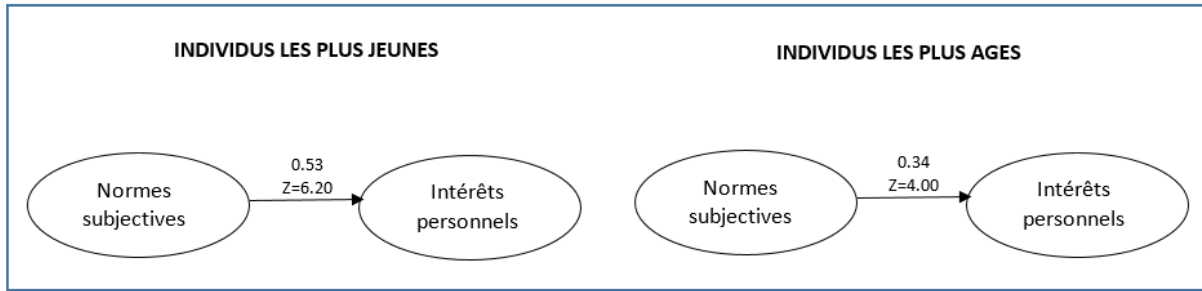 INDIVIDUS LES PLUS JEUNES
Normes
subjectives
0.53
Z=6.20
Intérêts
personnels
INDIVIDUS LES PLUS AGES
Normes
subjectives
0.34
Z=4.00
Intérêts
personnels